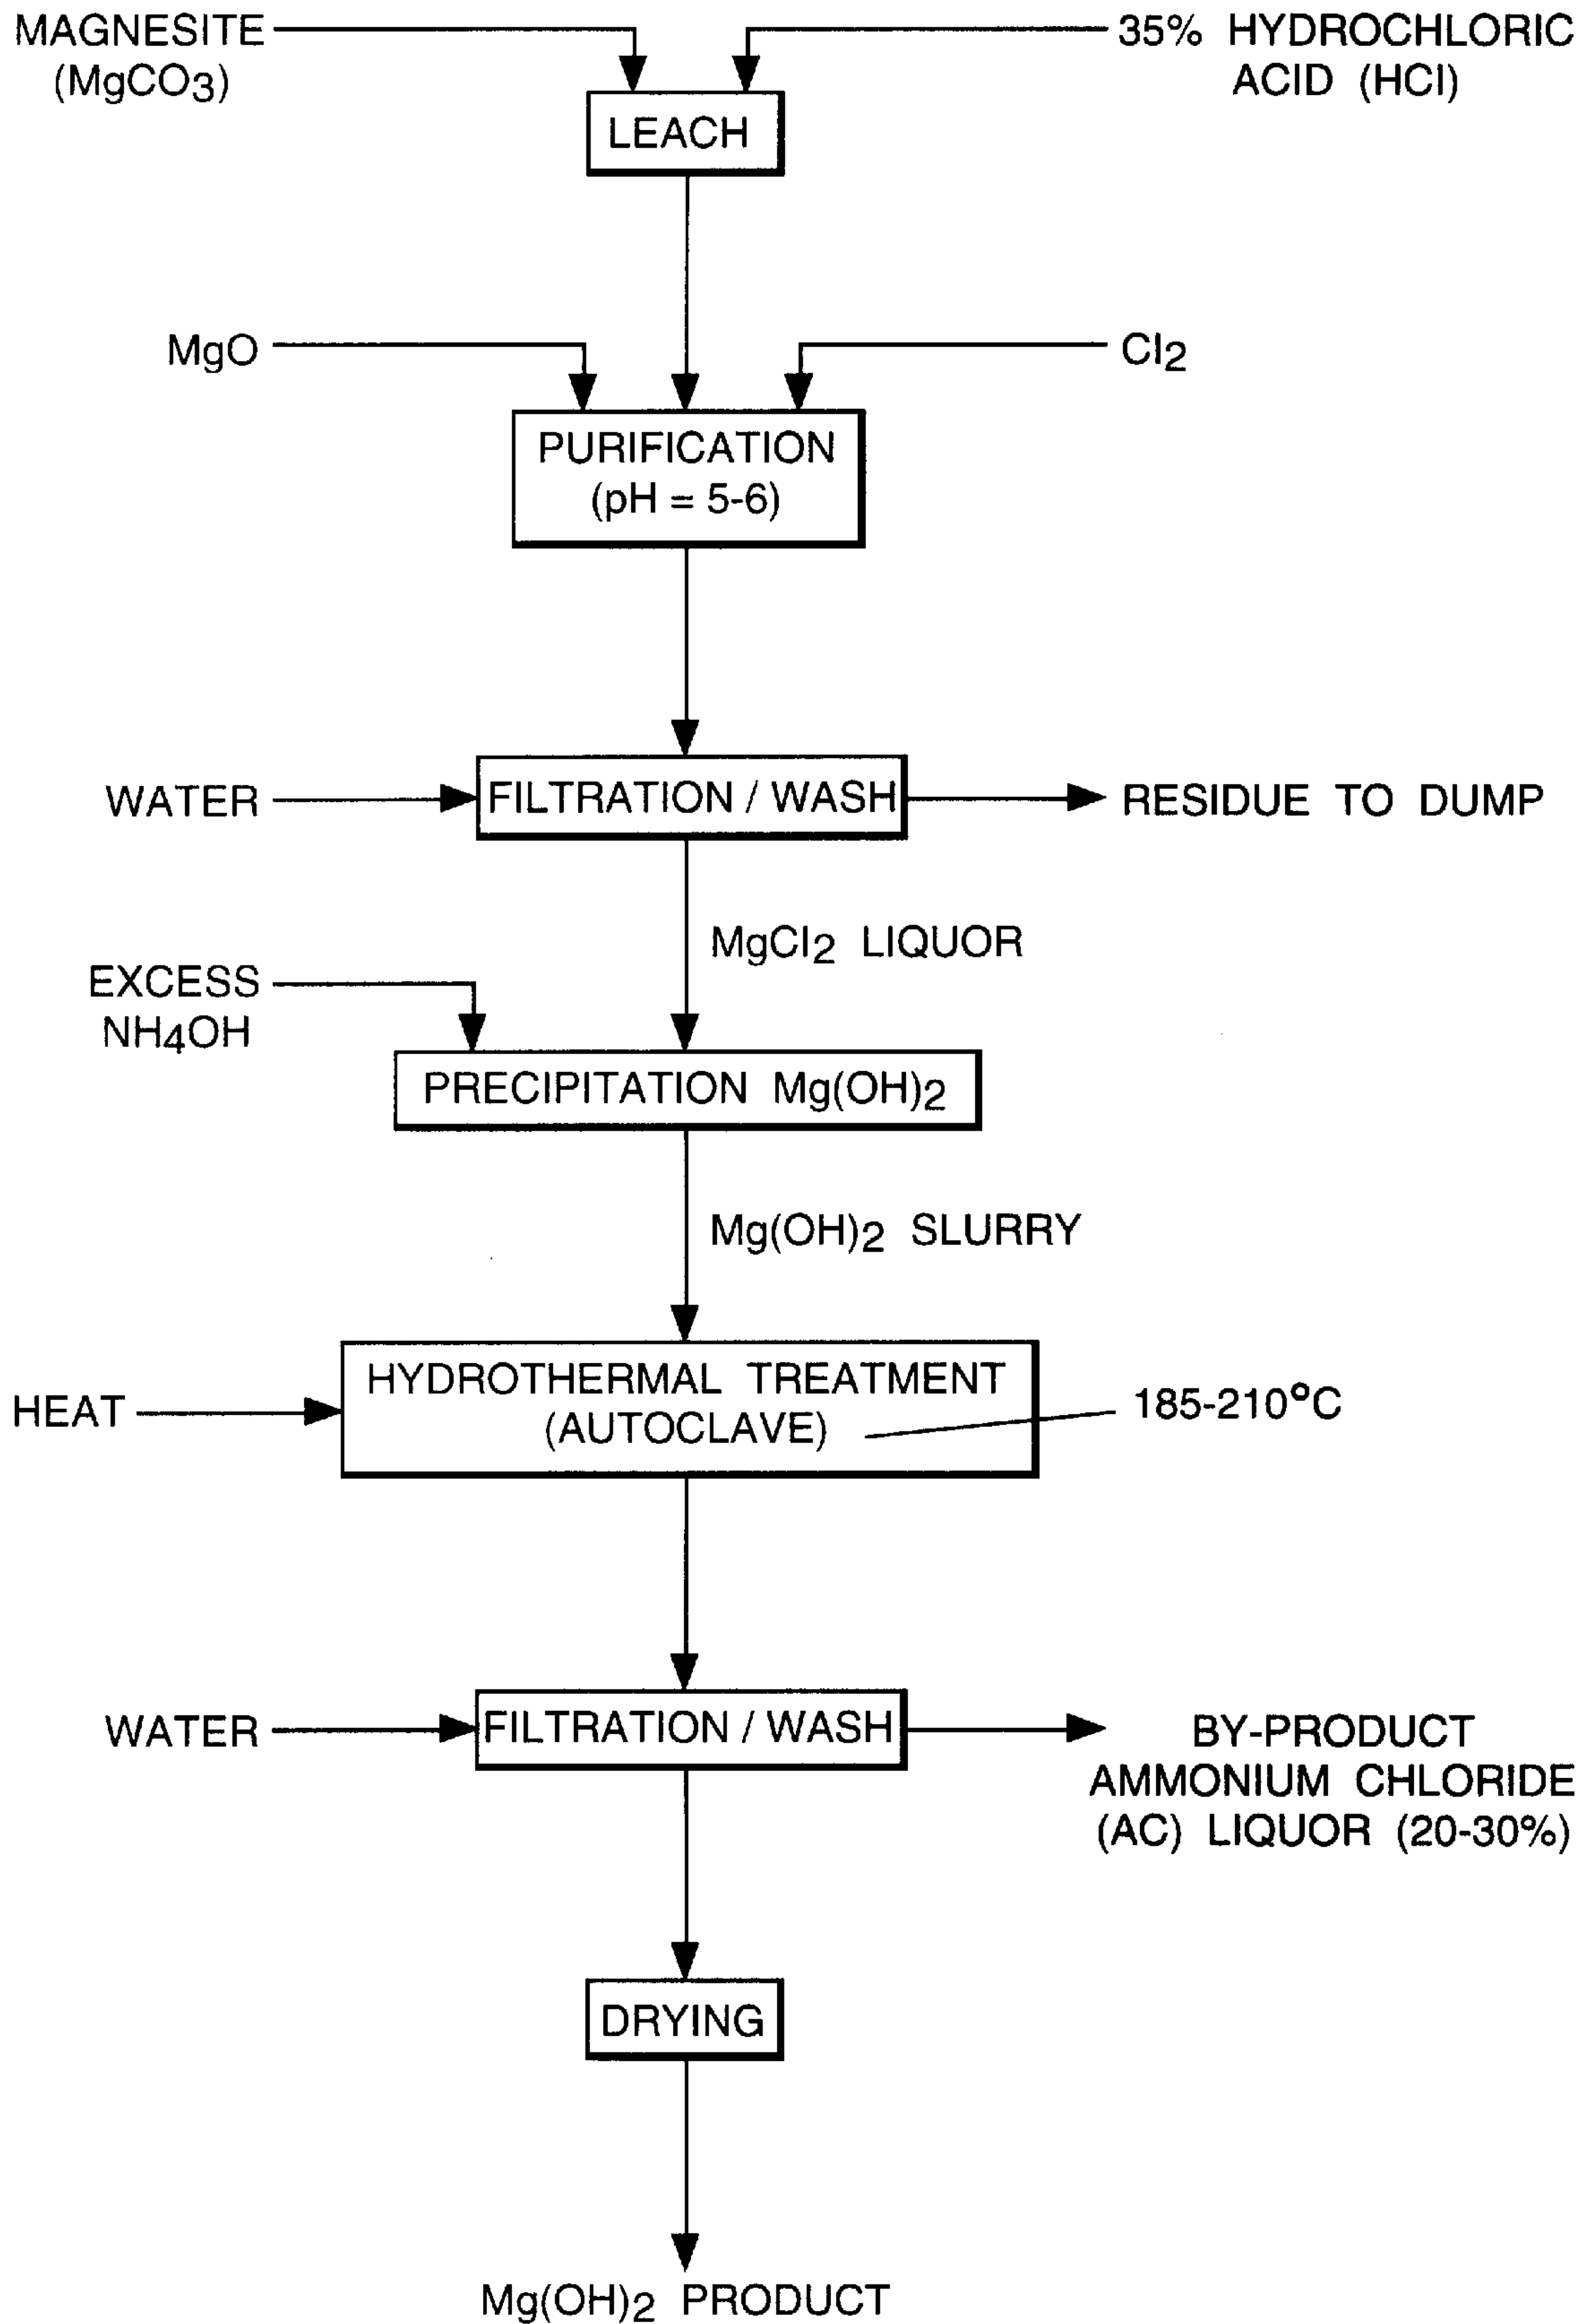 MAGNESITE
(MgCO3)
35% HYDROCHLORIC
ACID (HCl)
LEACH
MgO
Cl2
PURIFICATION
(pH = 5-6)
WATER
FILTRATION / WASH
RESIDUE TO DUMP
MgCl2 LIQUOR
EXCESS
NH4OH
PRECIPITATION Mg(OH)2
Mg(OH)2 SLURRY
HYDROTHERMAL TREATMENT
(AUTOCLAVE)
HEAT
185-210°C
WATER
FILTRATION / WASH
BY-PRODUCT
AMMONIUM CHLORIDE
(AC) LIQUOR (20-30%)
DRYING
Mg(OH)2 PRODUCT